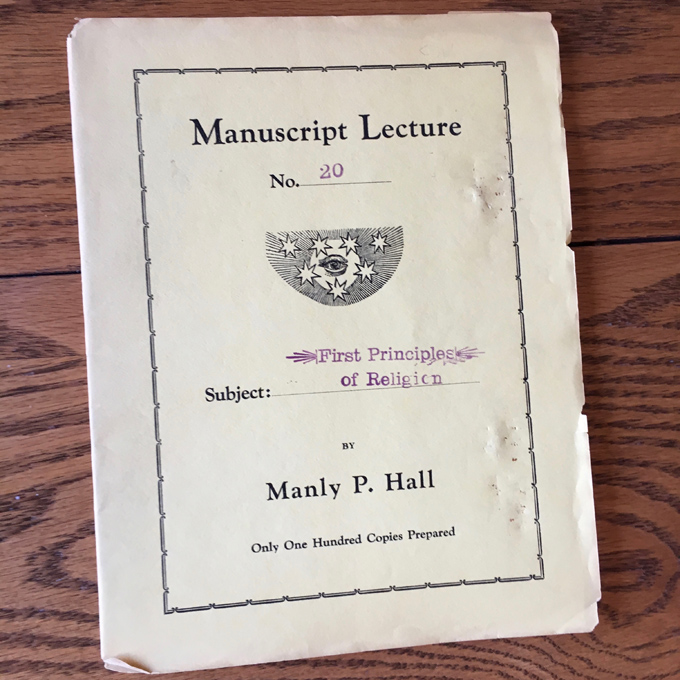 Manuscript Lecture
No. 20
First Principles
of Religion
Subject:
BY
Manly P. Hall
Only One Hundred Copies Prepared